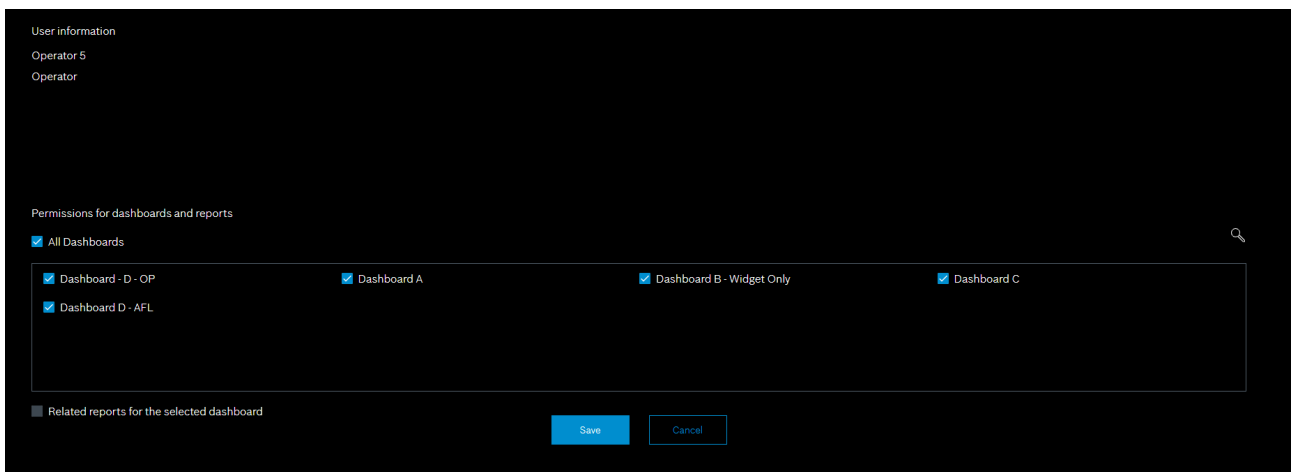 User information
Operator 5
Operator
Permissions for dashboards and reports
All Dashboards
Dashboard - D - OP
Dashboard A
Dashboard B - Widget Only
Dashboard C
Dashboard D - AFL
Related reports for the selected dashboard
Save
Cancel